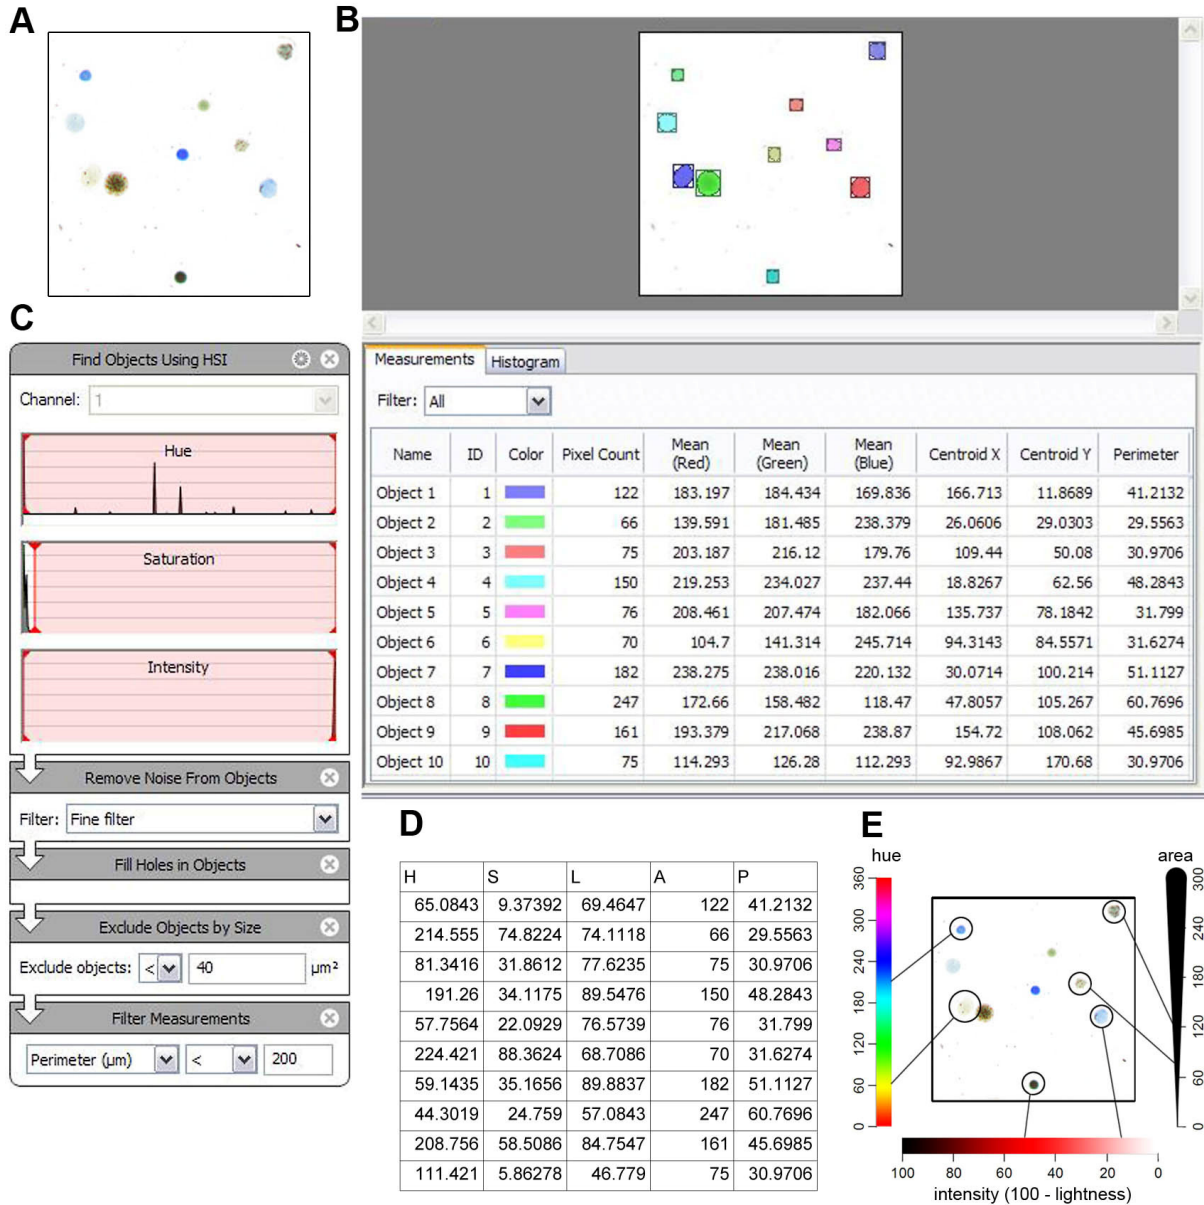 A
B
C
Find Objects Using HSI
Channel: 1
Hue
Saturation
Intensity
Remove Noise From Objects
Filter: Fine filter
Fill Holes in Objects
Exclude Objects by Size
Exclude objects: < 40 µm²
Filter Measurements
Perimeter (µm) < 200
Measurements Histogram
Filter: All
Name ID Color Pixel Count Mean (Red) Mean (Green) Mean (Blue) Centroid X Centroid Y Perimeter
Object 1 1 122 183.197 184.434 169.836 166.713 11.8689 41.2132
Object 2 2 66 139.591 181.485 238.379 26.0606 29.0303 29.5563
Object 3 3 75 203.187 216.12 179.76 109.44 50.08 30.9706
Object 4 4 150 219.253 234.027 237.44 18.8267 62.56 48.2843
Object 5 5 76 208.461 207.474 182.066 135.737 78.1842 31.799
Object 6 6 70 104.7 141.314 245.714 94.3143 84.5571 31.6274
Object 7 7 182 238.275 238.016 220.132 30.0714 100.214 51.1127
Object 8 8 247 172.66 158.482 118.47 47.8057 105.267 60.7696
Object 9 9 161 193.379 217.068 238.87 154.72 108.062 45.6985
Object 10 10 75 114.293 126.28 112.293 92.9867 170.68 30.9706
D
H S L A P
65.0843 9.37392 69.4647 122 41.2132
214.555 74.8224 74.1118 66 29.5563
81.3416 31.8612 77.6235 75 30.9706
191.26 34.1175 89.5476 150 48.2843
57.7564 22.0929 76.5739 76 31.799
224.421 88.3624 68.7086 70 31.6274
59.1435 35.1656 89.8837 182 51.1127
44.3019 24.759 57.0843 247 60.7696
208.756 58.5086 84.7547 161 45.6985
111.421 5.86278 46.779 75 30.9706
E
hue
360
300
240
180
120
60
0
area
300
240
180
120
60
0
100 80 60 40 20 0
intensity (100 - lightness)